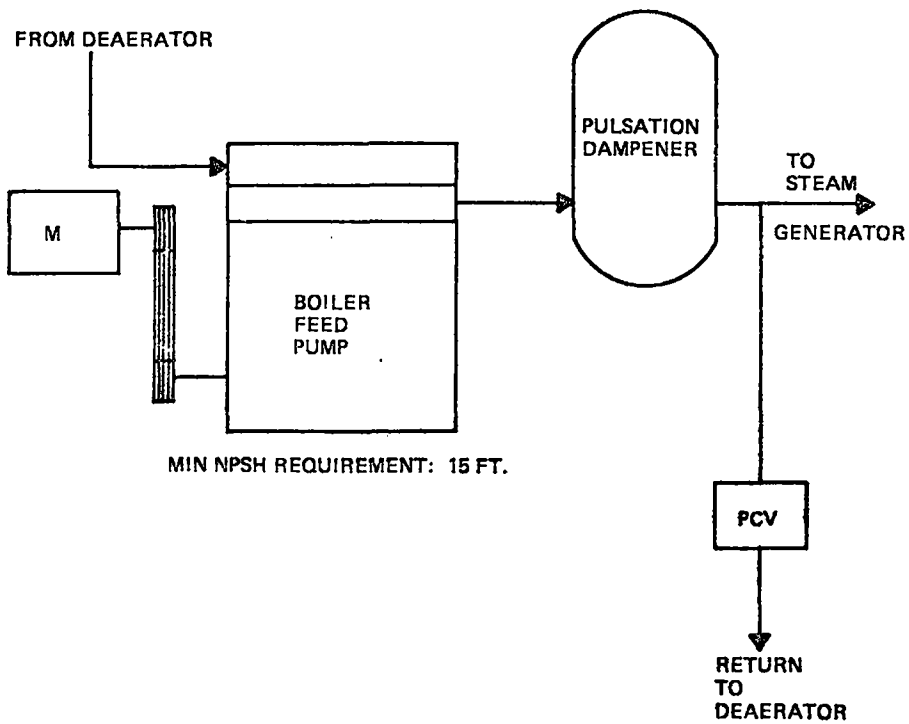 FROM DEAERATOR
M
BOILER
FEED
PUMP
MIN NPSH REQUIREMENT: 15 FT.
PULSATION
DAMPENER
TO
STEAM
GENERATOR
PCV
RETURN
TO
DEAERATOR